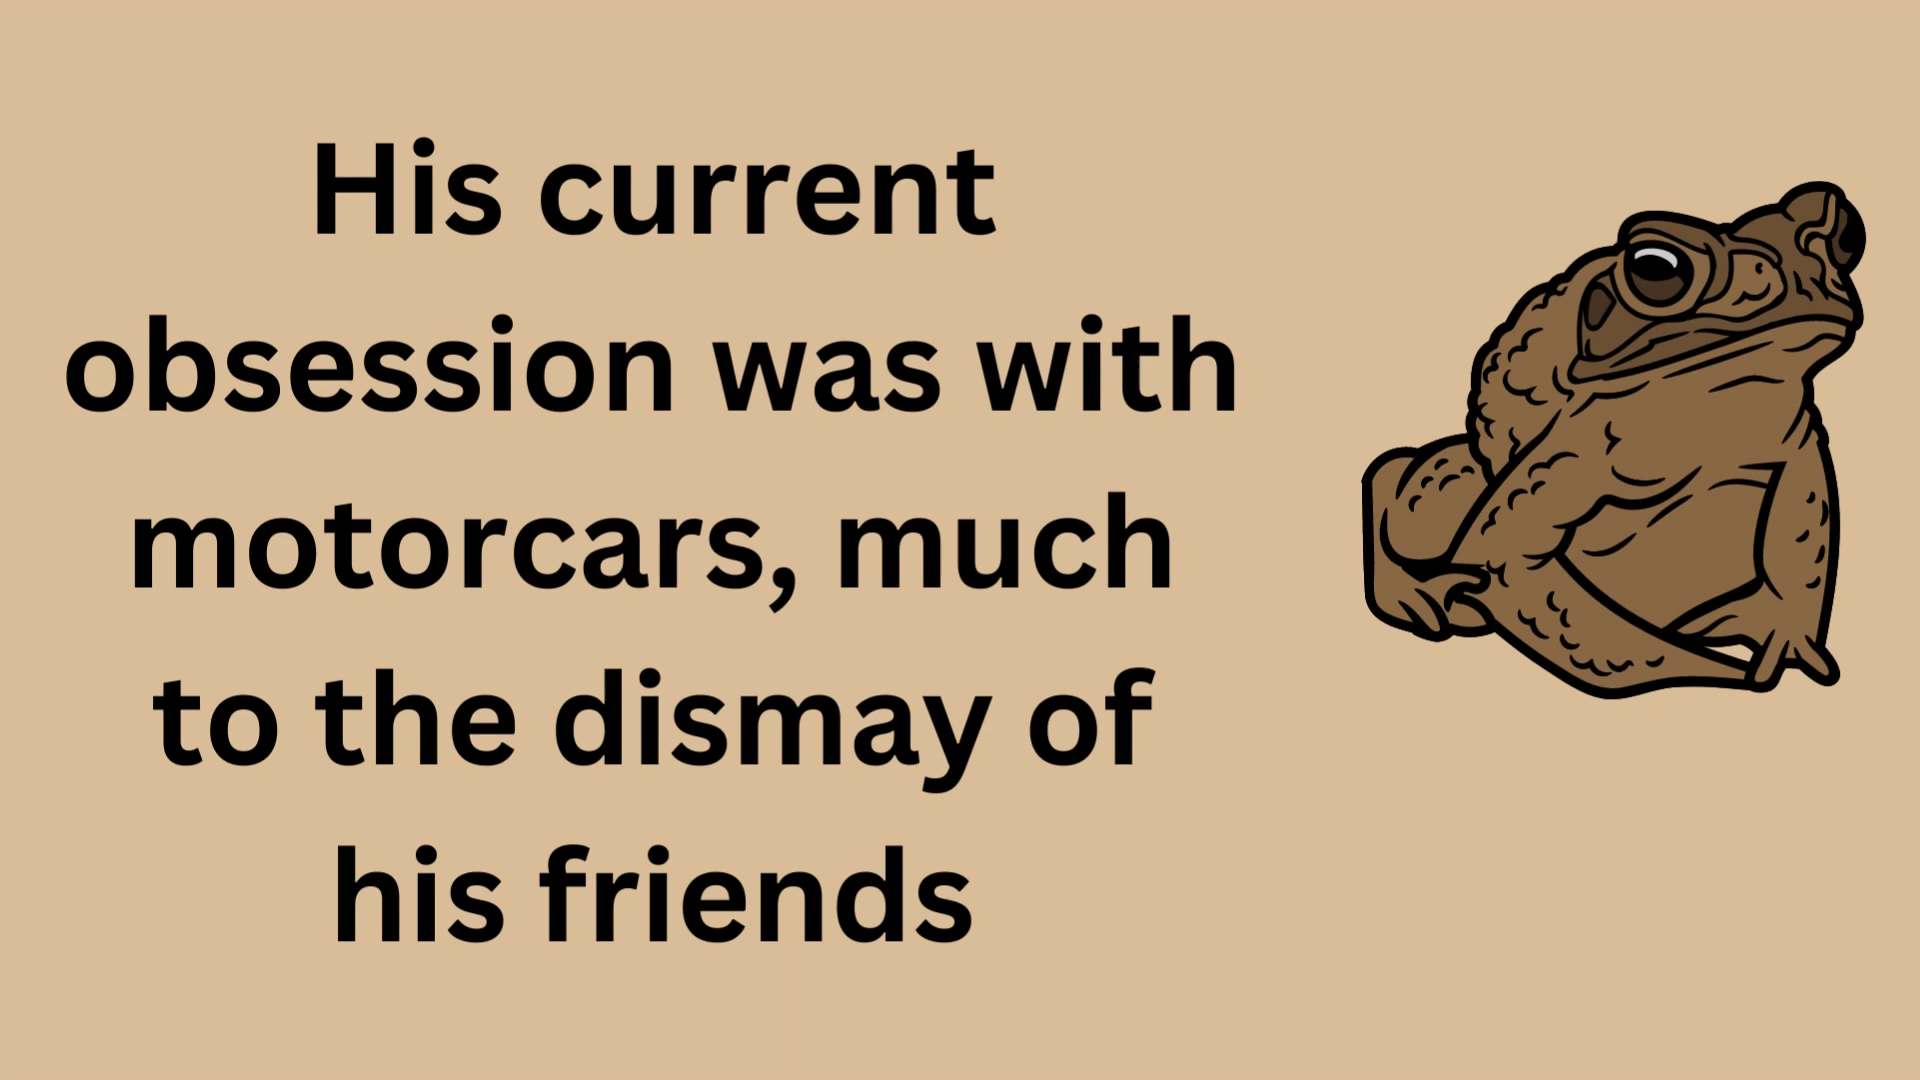 His current
obsession was with
motorcars, much
to the dismay of
his friends